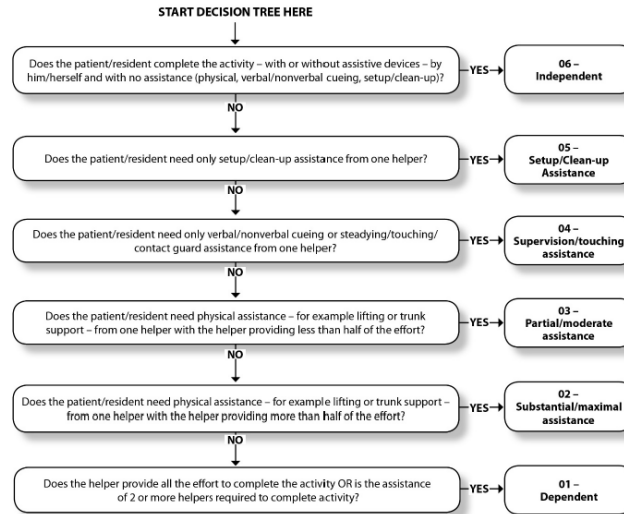 START DECISION TREE HERE
Does the patient/resident complete the activity – with or without assistive devices – by
him/herself and with no assistance (physical, verbal/nonverbal cueing, setup/clean-up)?
YES
06 –
Independent
NO
Does the patient/resident need only setup/clean-up assistance from one helper?
YES
05 –
Setup/Clean-up
Assistance
NO
Does the patient/resident need only verbal/nonverbal cueing or steadying/touching/
contact guard assistance from one helper?
YES
04 –
Supervision/touching
assistance
NO
Does the patient/resident need physical assistance – for example lifting or trunk
support – from one helper with the helper providing less than half of the effort?
YES
03 –
Partial/moderate
assistance
NO
Does the patient/resident need physical assistance – for example lifting or trunk support –
from one helper with the helper providing more than half of the effort?
YES
02 –
Substantial/maximal
assistance
NO
Does the helper provide all the effort to complete the activity OR is the assistance
of 2 or more helpers required to complete activity?
YES
01 –
Dependent